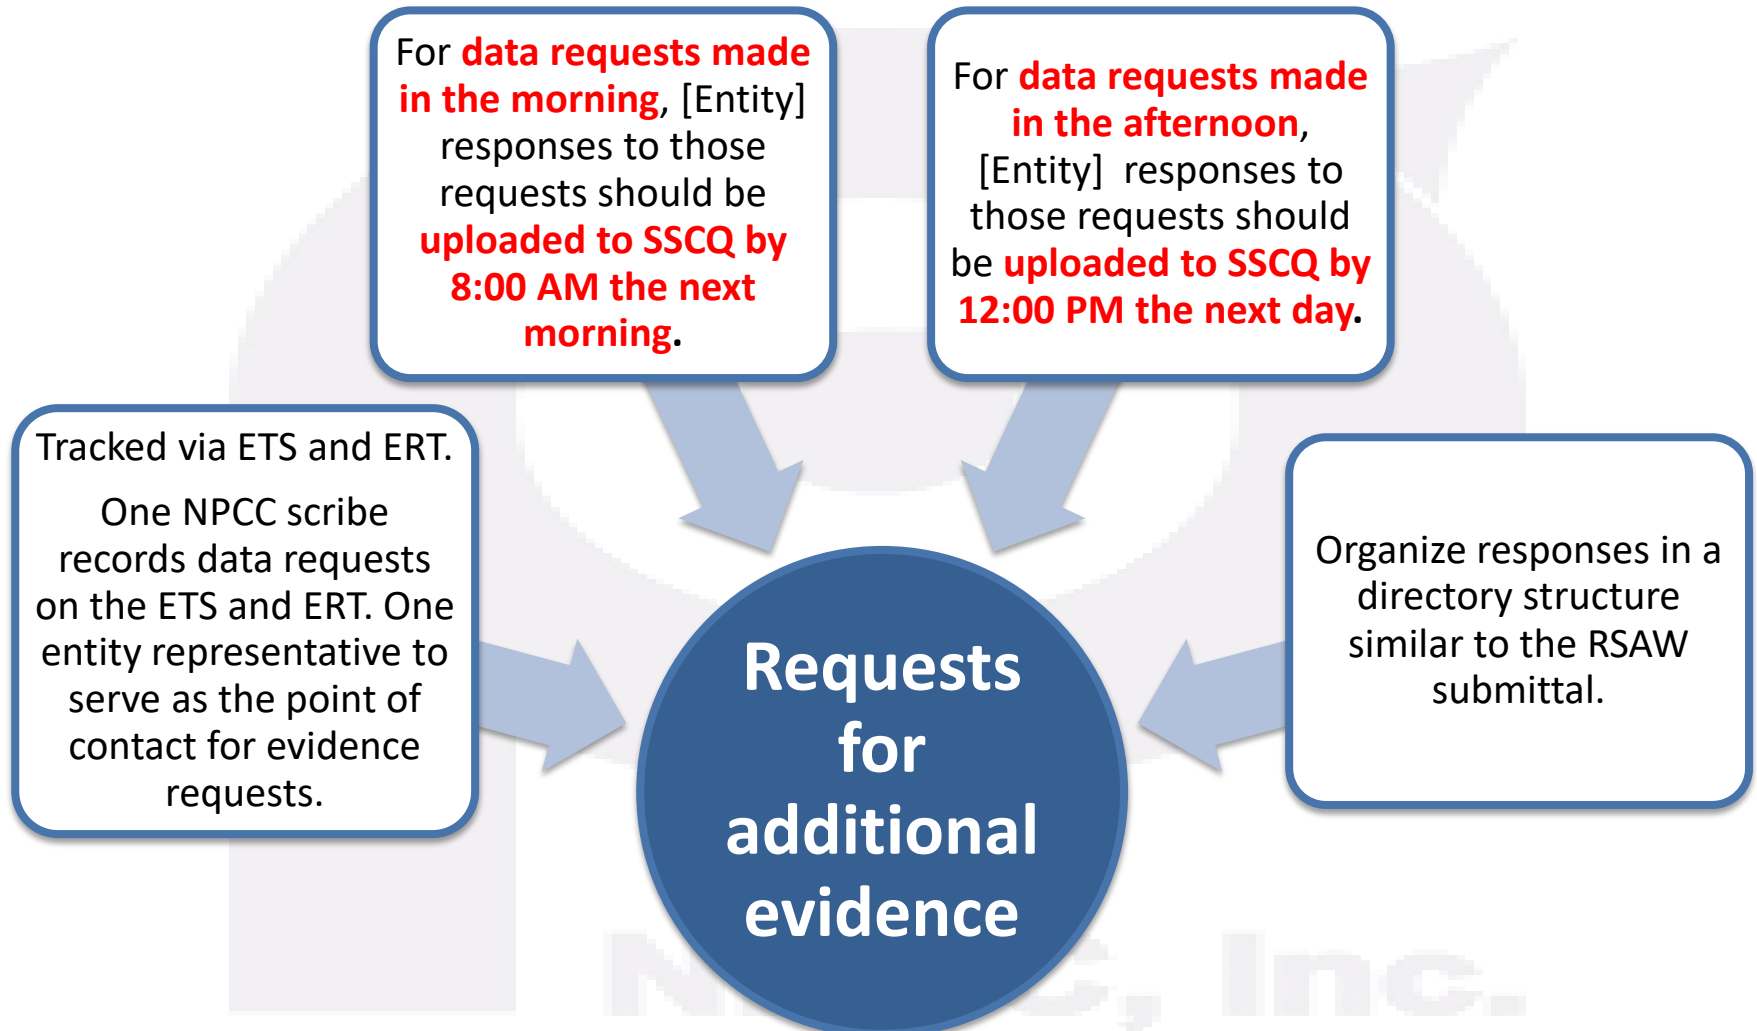 For data requests made
in the morning, [Entity]
responses to those
requests should be
uploaded to SSCQ by
8:00 AM the next
morning.
For data requests made
in the afternoon,
[Entity]  responses to
those requests should
be uploaded to SSCQ by
12:00 PM the next day.
Tracked via ETS and ERT.
One NPCC scribe
records data requests
on the ETS and ERT. One
entity representative to
serve as the point of
contact for evidence
requests.
Organize responses in a
directory structure
similar to the RSAW
submittal.
Requests
for
additional
evidence
Inc.